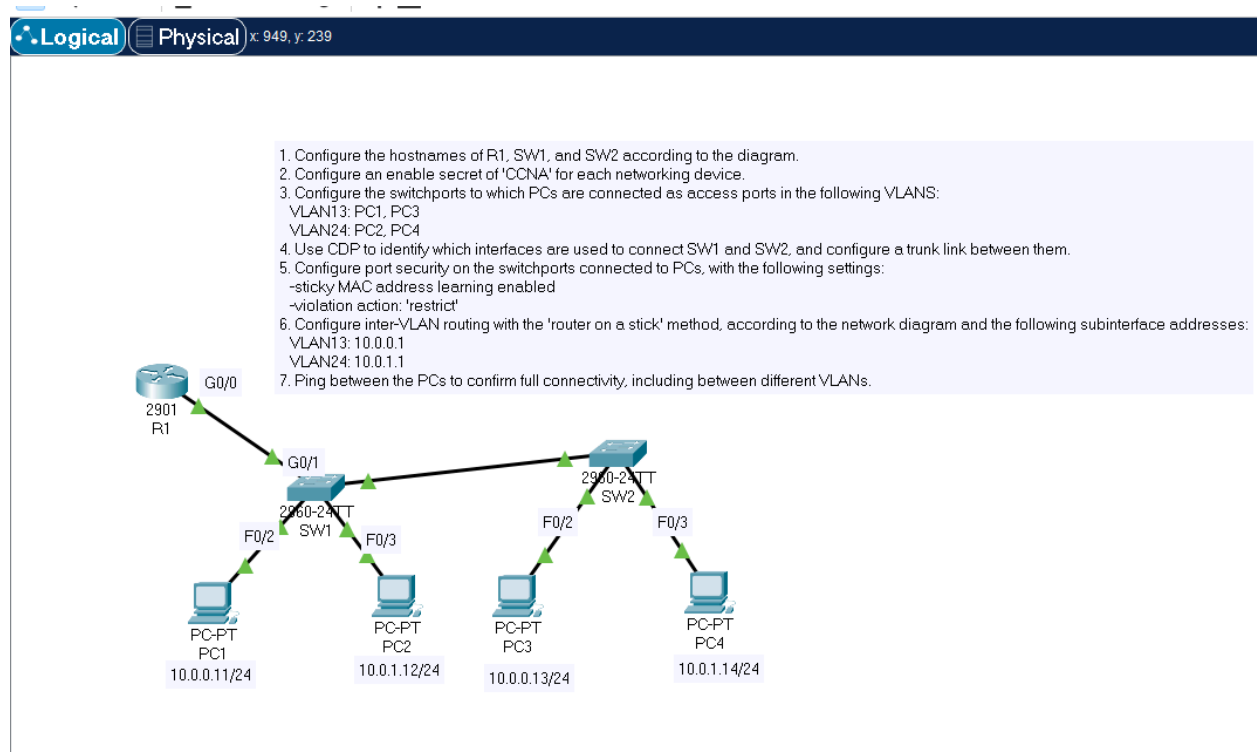 Logical Physical x: 949, y: 239
1. Configure the hostnames of R1, SW1, and SW2 according to the diagram.
2. Configure an enable secret of 'CCNA' for each networking device.
3. Configure the switchports to which PCs are connected as access ports in the following VLANS:
VLAN13: PC1, PC3
VLAN24: PC2, PC4
4. Use CDP to identify which interfaces are used to connect SW1 and SW2, and configure a trunk link between them.
5. Configure port security on the switchports connected to PCs, with the following settings:
-sticky MAC address learning enabled
-violation action: 'restrict'
6. Configure inter-VLAN routing with the 'router on a stick' method, according to the network diagram and the following subinterface addresses:
VLAN13: 10.0.0.1
VLAN24: 10.0.1.1
7. Ping between the PCs to confirm full connectivity, including between different VLANs.
G0/0
2901
R1
G0/1
2960-24TT
SW2
2960-24TT
SW1
F0/2
F0/3
F0/2
F0/3
PC-PT
PC1
10.0.0.11/24
PC-PT
PC2
10.0.1.12/24
PC-PT
PC3
10.0.0.13/24
PC-PT
PC4
10.0.1.14/24